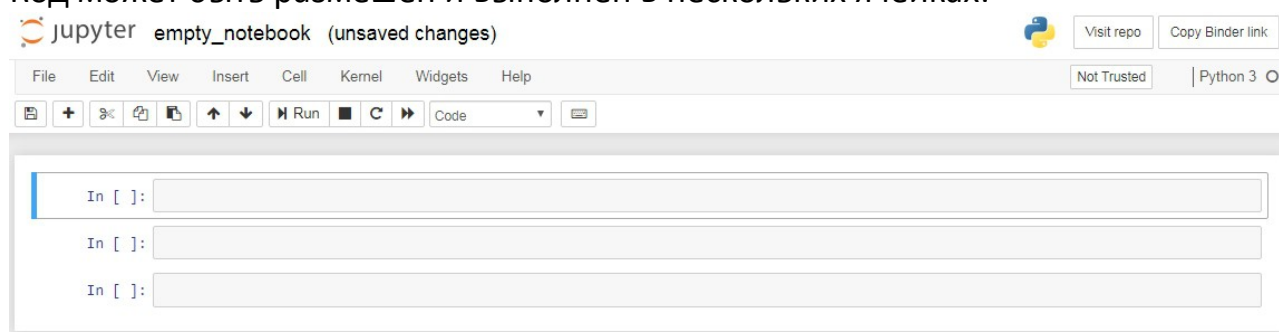 Код может быть размещен и выполнен в нескольких ячейках.
jupyter empty_notebook (unsaved changes)
Visit repo Copy Binder link
File Edit View Insert Cell Kernel Widgets Help
Not Trusted Python 3
Run Code
In [ ]:
In [ ]:
In [ ]: